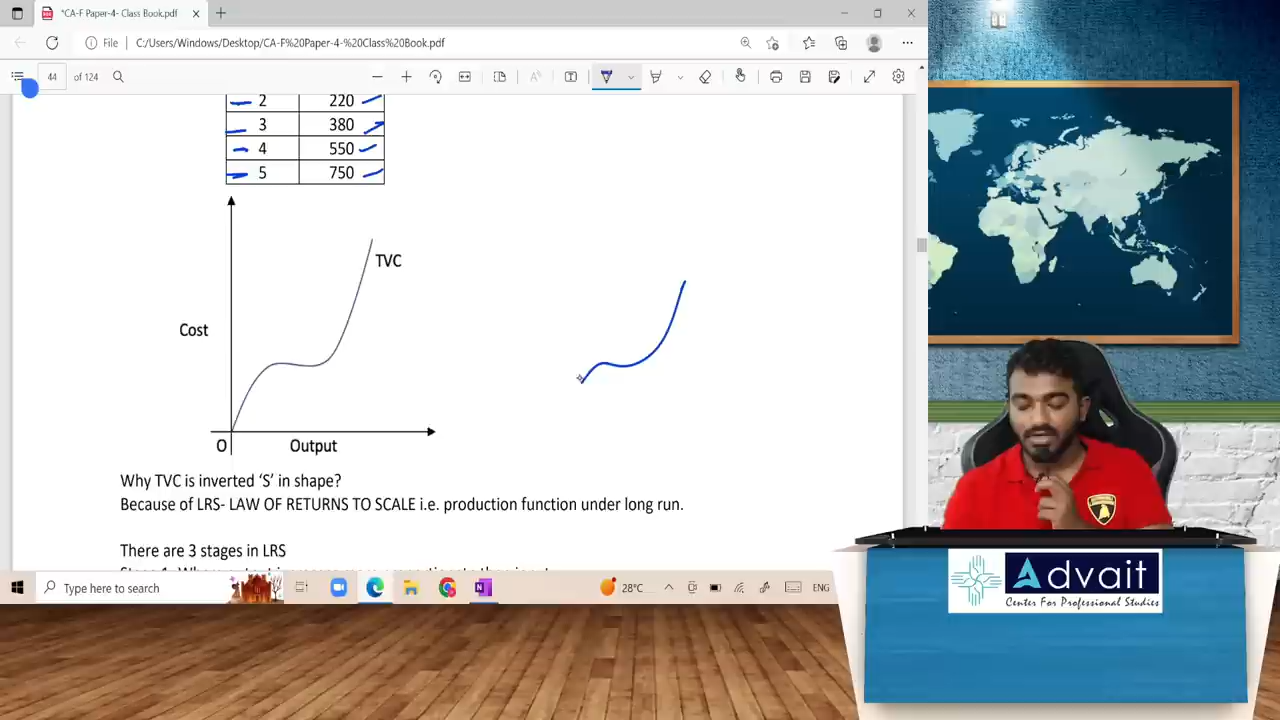 *CA-F Paper-4- Class Book.pdf
File C:/Users/Windows/Desktop/CA-F%20Paper-4-%20Class%20Book.pdf
44 of 124
2 220
3 380
4 550
5 750
TVC
Cost
O Output
Why TVC is inverted ‘S’ in shape?
Because of LRS- LAW OF RETURNS TO SCALE i.e. production function under long run.
There are 3 stages in LRS
Type here to search
28°C
ENG
Advait
Center For Professional Studies